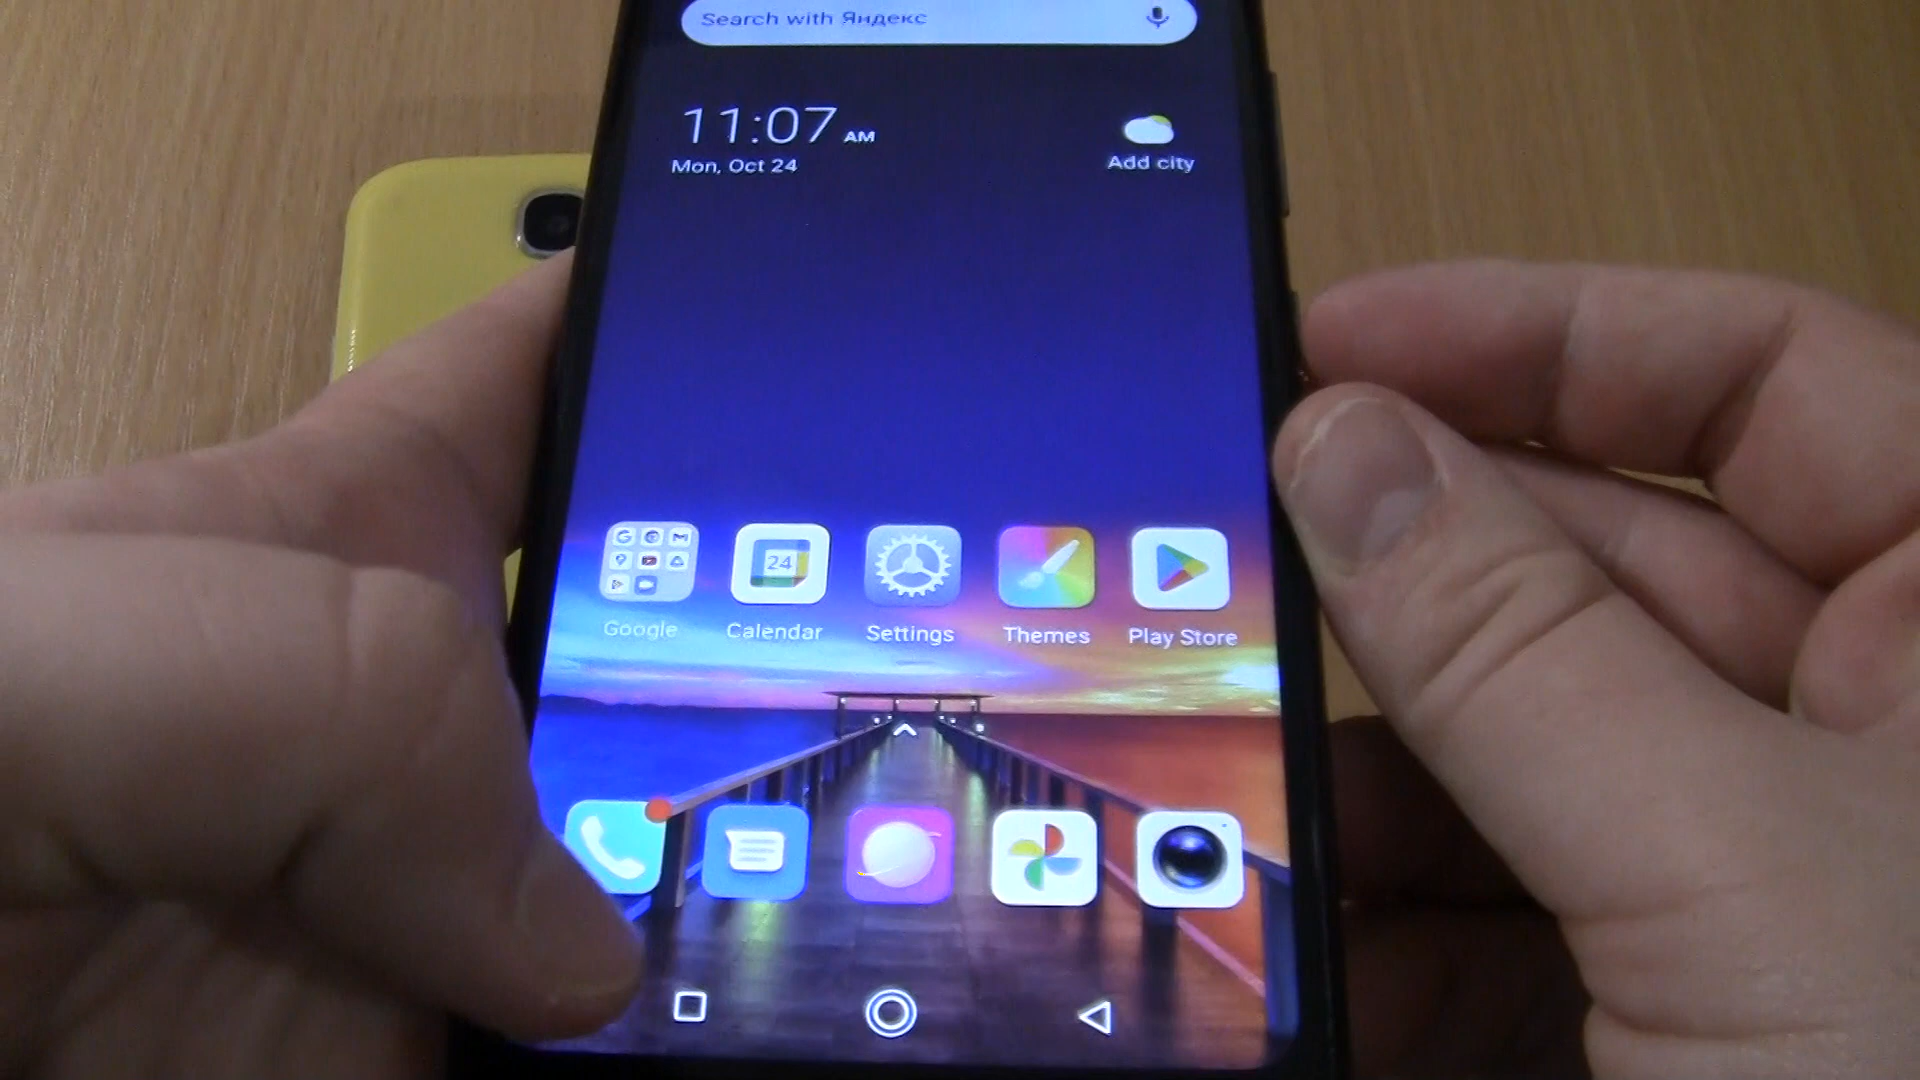 Search with Яндекс
11:07 AM
Mon, Oct 24
Add city
24
Google
Calendar
Settings
Themes
Play Store